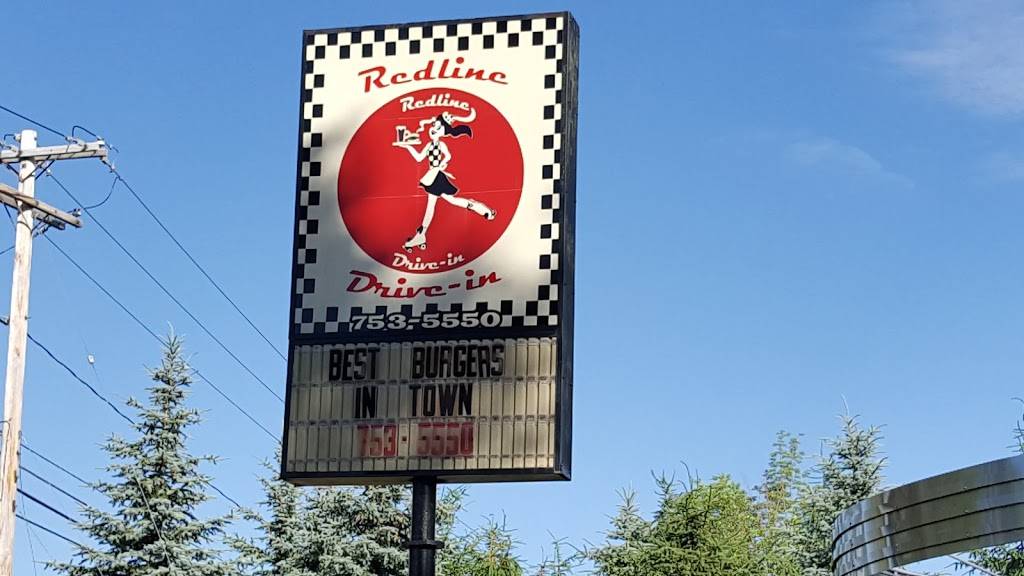 Redline
Redline
Drive-in
Drive-in
753-5550
BEST BURGERS
IN TOWN
753-5550